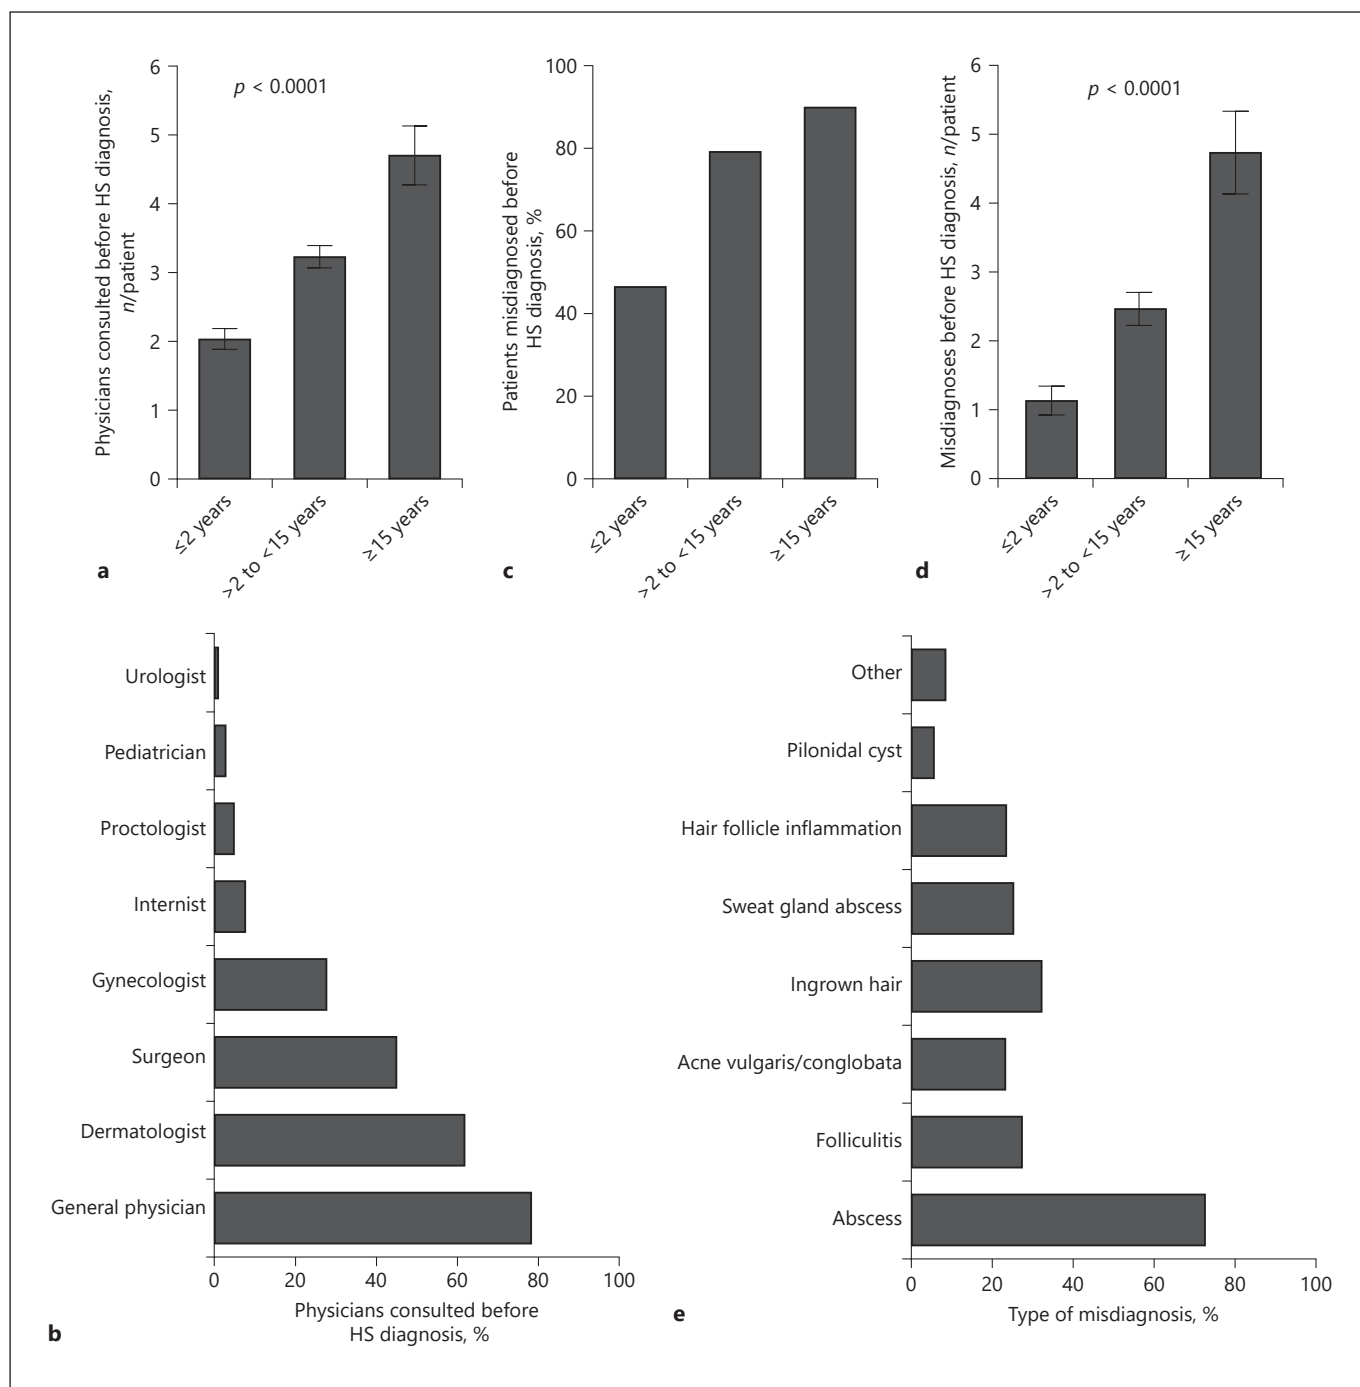 Physicians consulted before HS diagnosis,
n/patient
6
5
4
3
2
1
0
p < 0.0001
≤2 years
>2 to <15 years
≥15 years
a
Patients misdiagnosed before
HS diagnosis, %
100
80
60
40
20
0
≤2 years
>2 to <15 years
≥15 years
c
Misdiagnoses before HS diagnosis, n/patient
6
5
4
3
2
1
0
p < 0.0001
≤2 years
>2 to <15 years
≥15 years
d
Urologist
Pediatrician
Proctologist
Internist
Gynecologist
Surgeon
Dermatologist
General physician
0 20 40 60 80 100
Physicians consulted before
HS diagnosis, %
b
Other
Pilonidal cyst
Hair follicle inflammation
Sweat gland abscess
Ingrown hair
Acne vulgaris/conglobata
Folliculitis
Abscess
0 20 40 60 80 100
Type of misdiagnosis, %
e